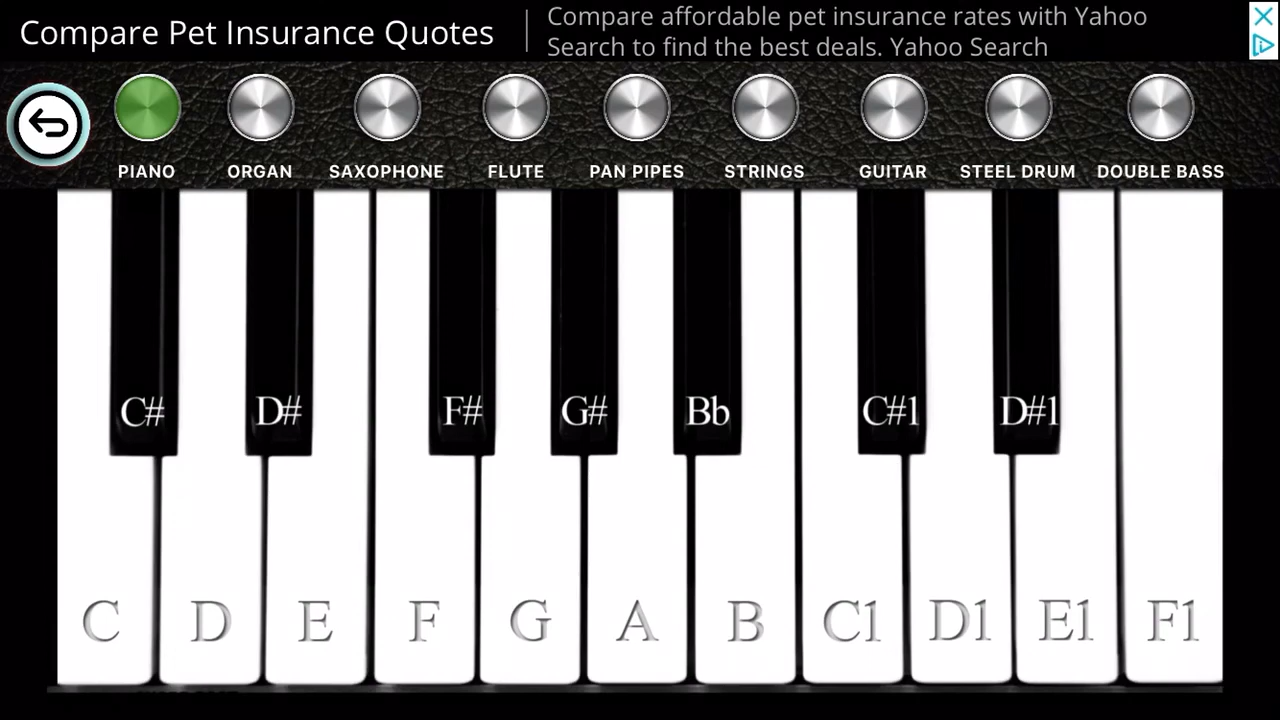 Compare Pet Insurance Quotes
Compare affordable pet insurance rates with Yahoo
Search to find the best deals. Yahoo Search
PIANO ORGAN SAXOPHONE FLUTE PAN PIPES STRINGS GUITAR STEEL DRUM DOUBLE BASS
C# D# F# G# Bb C#1 D#1
C D E F G A B C1 D1 E1 F1